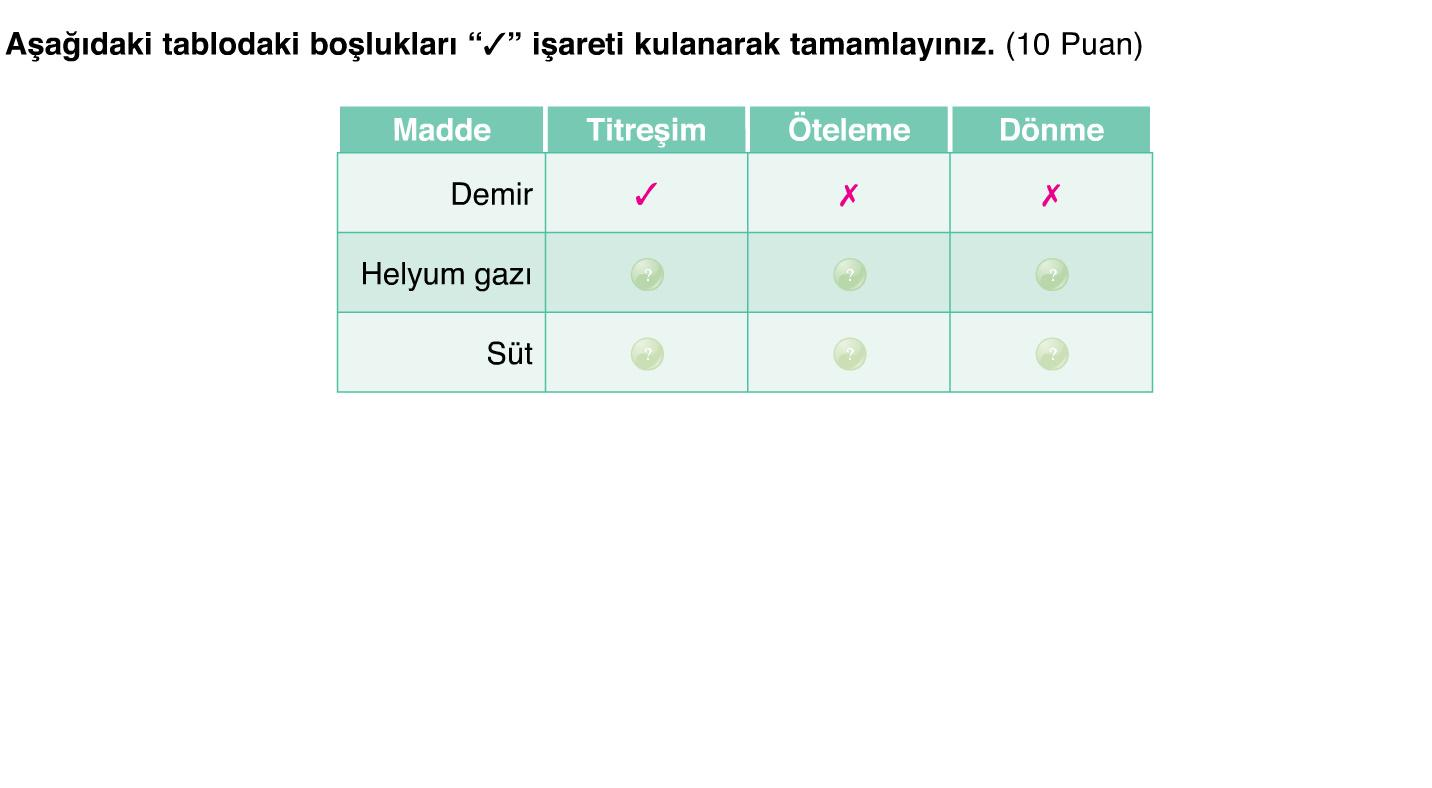 Aşağıdaki tablodaki boşlukları “✓” işareti kulanarak tamamlayınız. (10 Puan)
Madde Titreşim Öteleme Dönme
Demir ✓ ✗ ✗
Helyum gazı ? ? ?
Süt ? ? ?